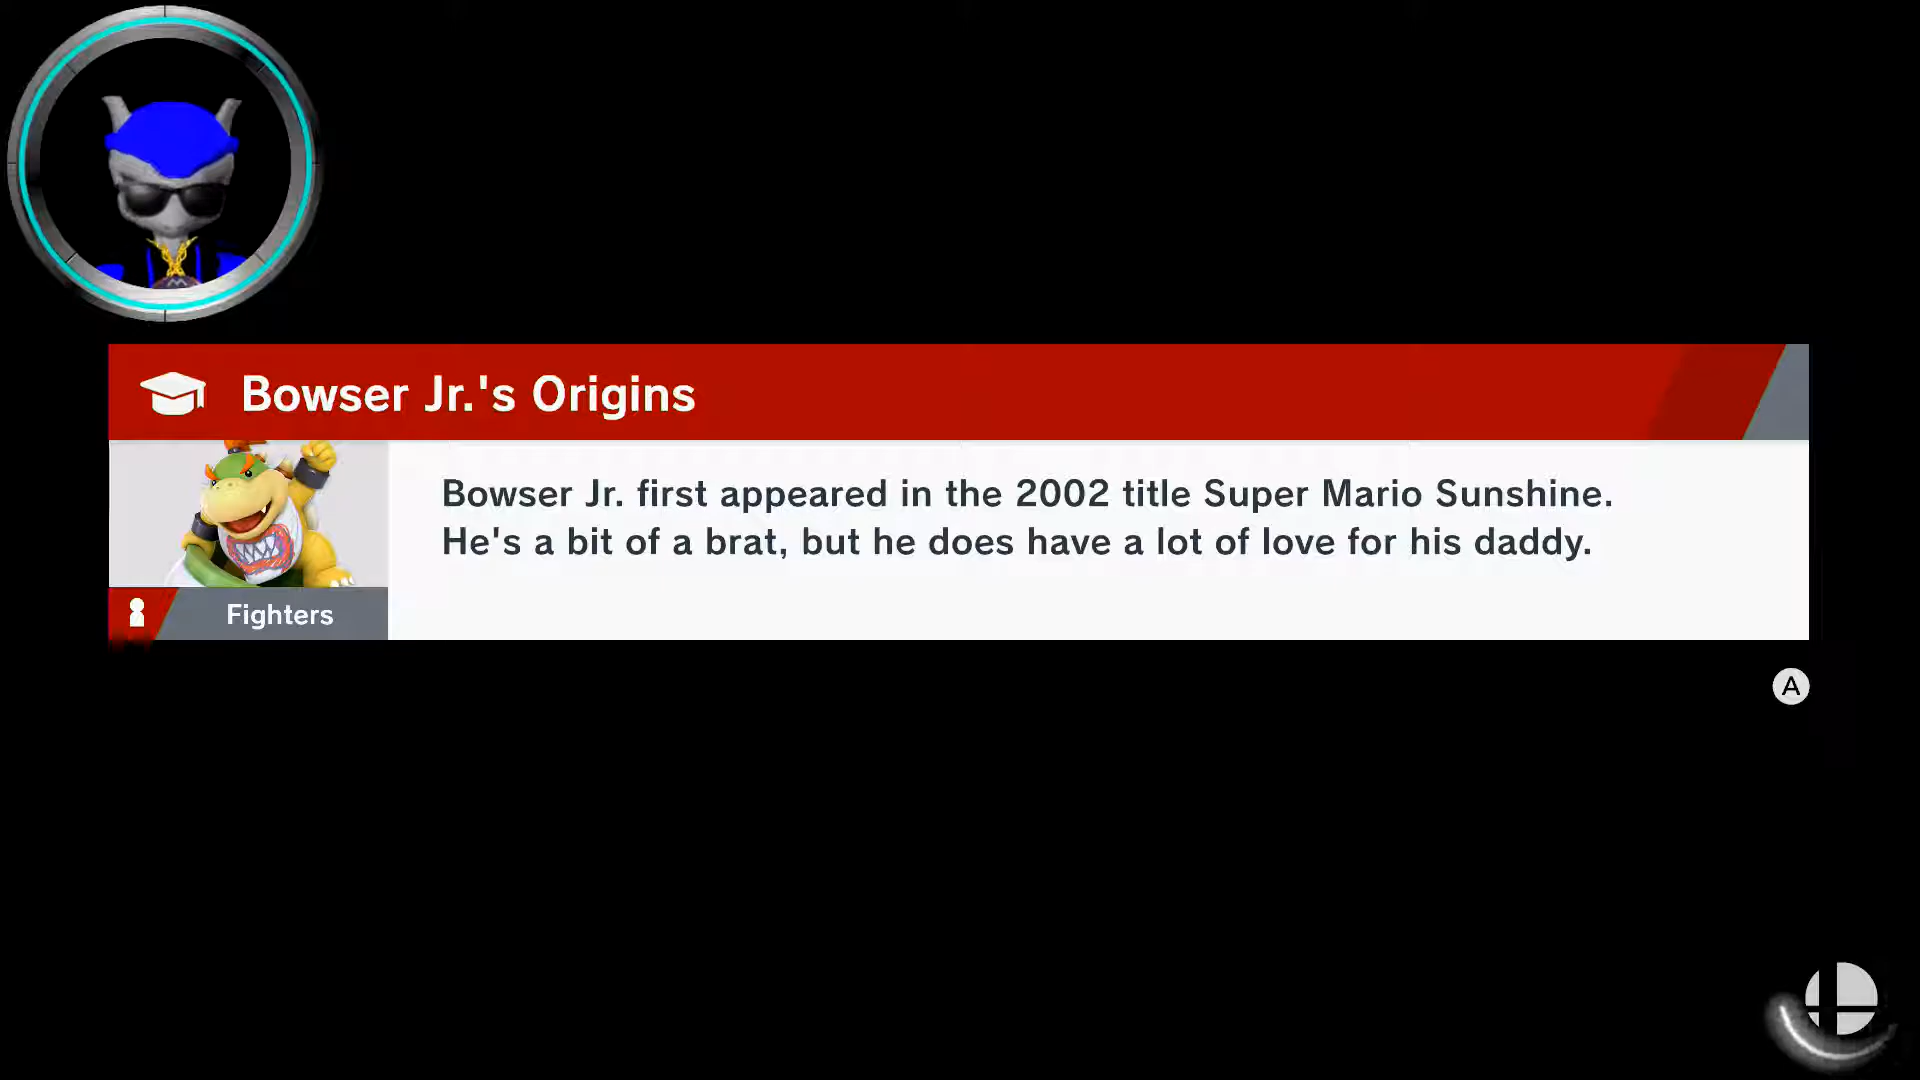 Bowser Jr.'s Origins
Bowser Jr. first appeared in the 2002 title Super Mario Sunshine.
He's a bit of a brat, but he does have a lot of love for his daddy.
Fighters
A